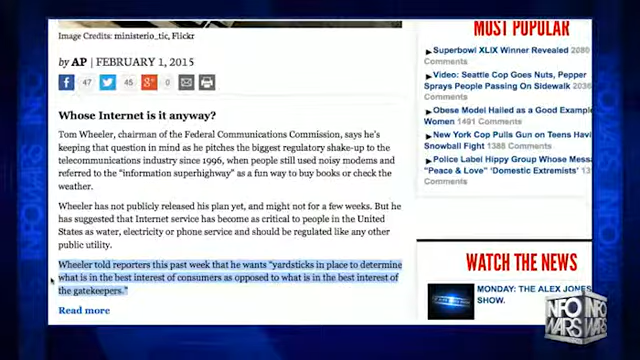 Image Credits: ministerio_tic, Flickr
by AP | FEBRUARY 1, 2015
47
45
0
Whose Internet is it anyway?
Tom Wheeler, chairman of the Federal Communications Commission, says he's
keeping that question in mind as he pitches the biggest regulatory shake-up to the
telecommunications industry since 1996, when people still used noisy modems and
referred to the "information superhighway" as a fun way to buy books or check the
weather.
Wheeler has not publicly released his plan yet, and might not for a few weeks. But he
has suggested that Internet service has become as critical to people in the United
States as water, electricity or phone service and should be regulated like any other
public utility.
Wheeler told reporters this past week that he wants "yardsticks in place to determine
what is in the best interest of consumers as opposed to what is in the best interest of
the gatekeepers."
Read more
MOST POPULAR
Superbowl XLIX Winner Revealed 2080
Comments
Video: Seattle Cop Goes Nuts, Pepper
Sprays People Passing On Sidewalk 2036
Comments
Obese Model Hailed as a Good Example
Women 1491 Comments
New York Cop Pulls Gun on Teens Havi
Snowball Fight 1388 Comments
Police Label Hippy Group Whose Mess
"Peace & Love" 'Domestic Extremists'
Comments
WATCH THE NEWS
MONDAY: THE ALEX JONES
SHOW.
INFO
WARS